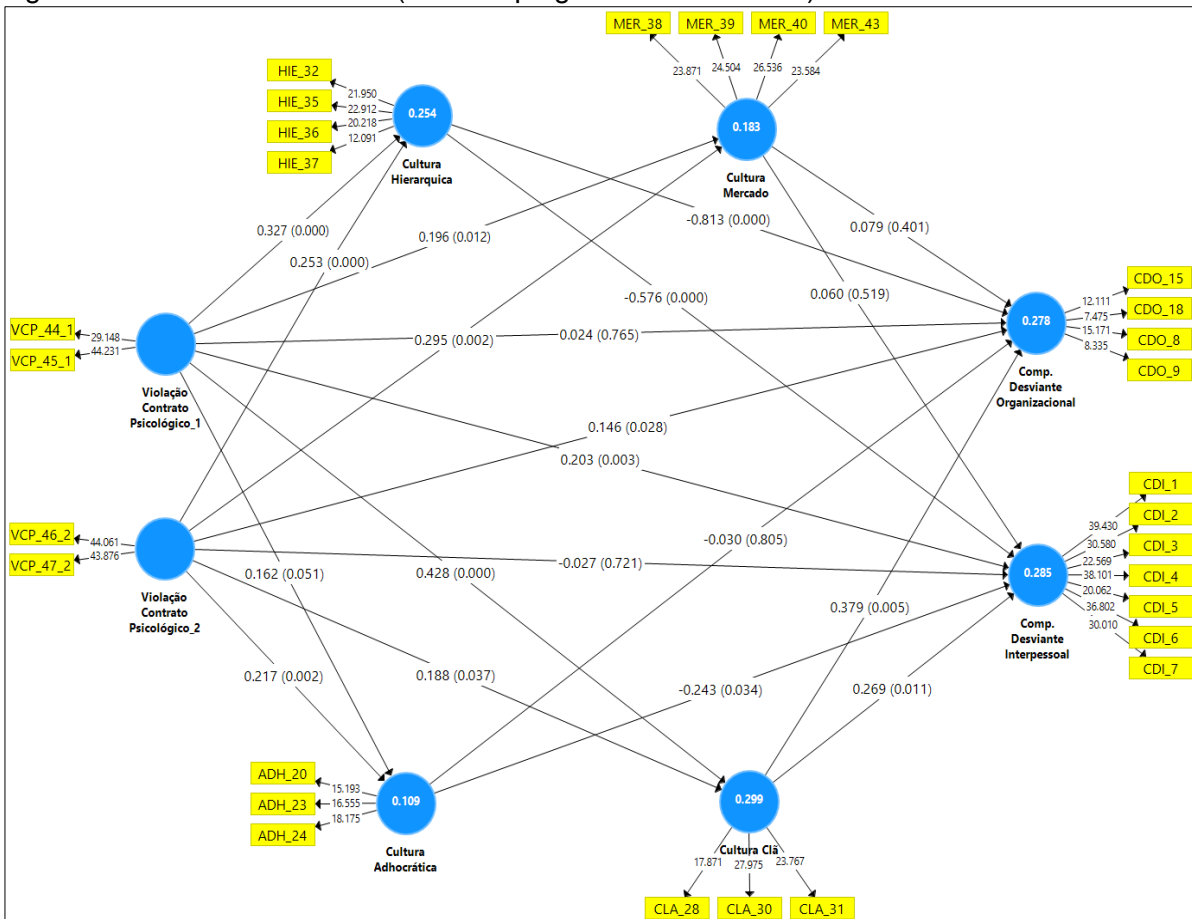 MER_38
MER_39
MER_40
MER_43
23.871
24.504
26.536
23.584
HIE_32
HIE_35
HIE_36
HIE_37
21.950
22.912
20.218
12.091
0.254
Cultura
Hierarquica
0.183
Cultura
Mercado
0.327 (0.000)
0.253 (0.000)
0.196 (0.012)
-0.813 (0.000)
0.079 (0.401)
-0.576 (0.000)
0.060 (0.519)
VCP_44_1
VCP_45_1
29.148
44.231
Violação
Contrato
Psicológico_1
0.295 (0.002)
0.024 (0.765)
0.278
Comp.
Desviante
Organizacional
12.111
7.475
15.171
8.335
CDO_15
CDO_18
CDO_8
CDO_9
0.146 (0.028)
0.203 (0.003)
VCP_46_2
VCP_47_2
44.061
43.876
Violação
Contrato
Psicológico_2
0.162 (0.051)
0.428 (0.000)
-0.027 (0.721)
-0.030 (0.805)
0.379 (0.005)
0.285
Comp.
Desviante
Interpessoal
39.430
30.580
22.569
38.101
20.062
36.802
30.010
CDI_1
CDI_2
CDI_3
CDI_4
CDI_5
CDI_6
CDI_7
0.217 (0.002)
0.188 (0.037)
-0.243 (0.034)
0.269 (0.011)
ADH_20
ADH_23
ADH_24
15.193
16.555
18.175
0.109
Cultura
Adhocrática
0.299
Cultura Clã
17.871
27.975
23.767
CLA_28
CLA_30
CLA_31